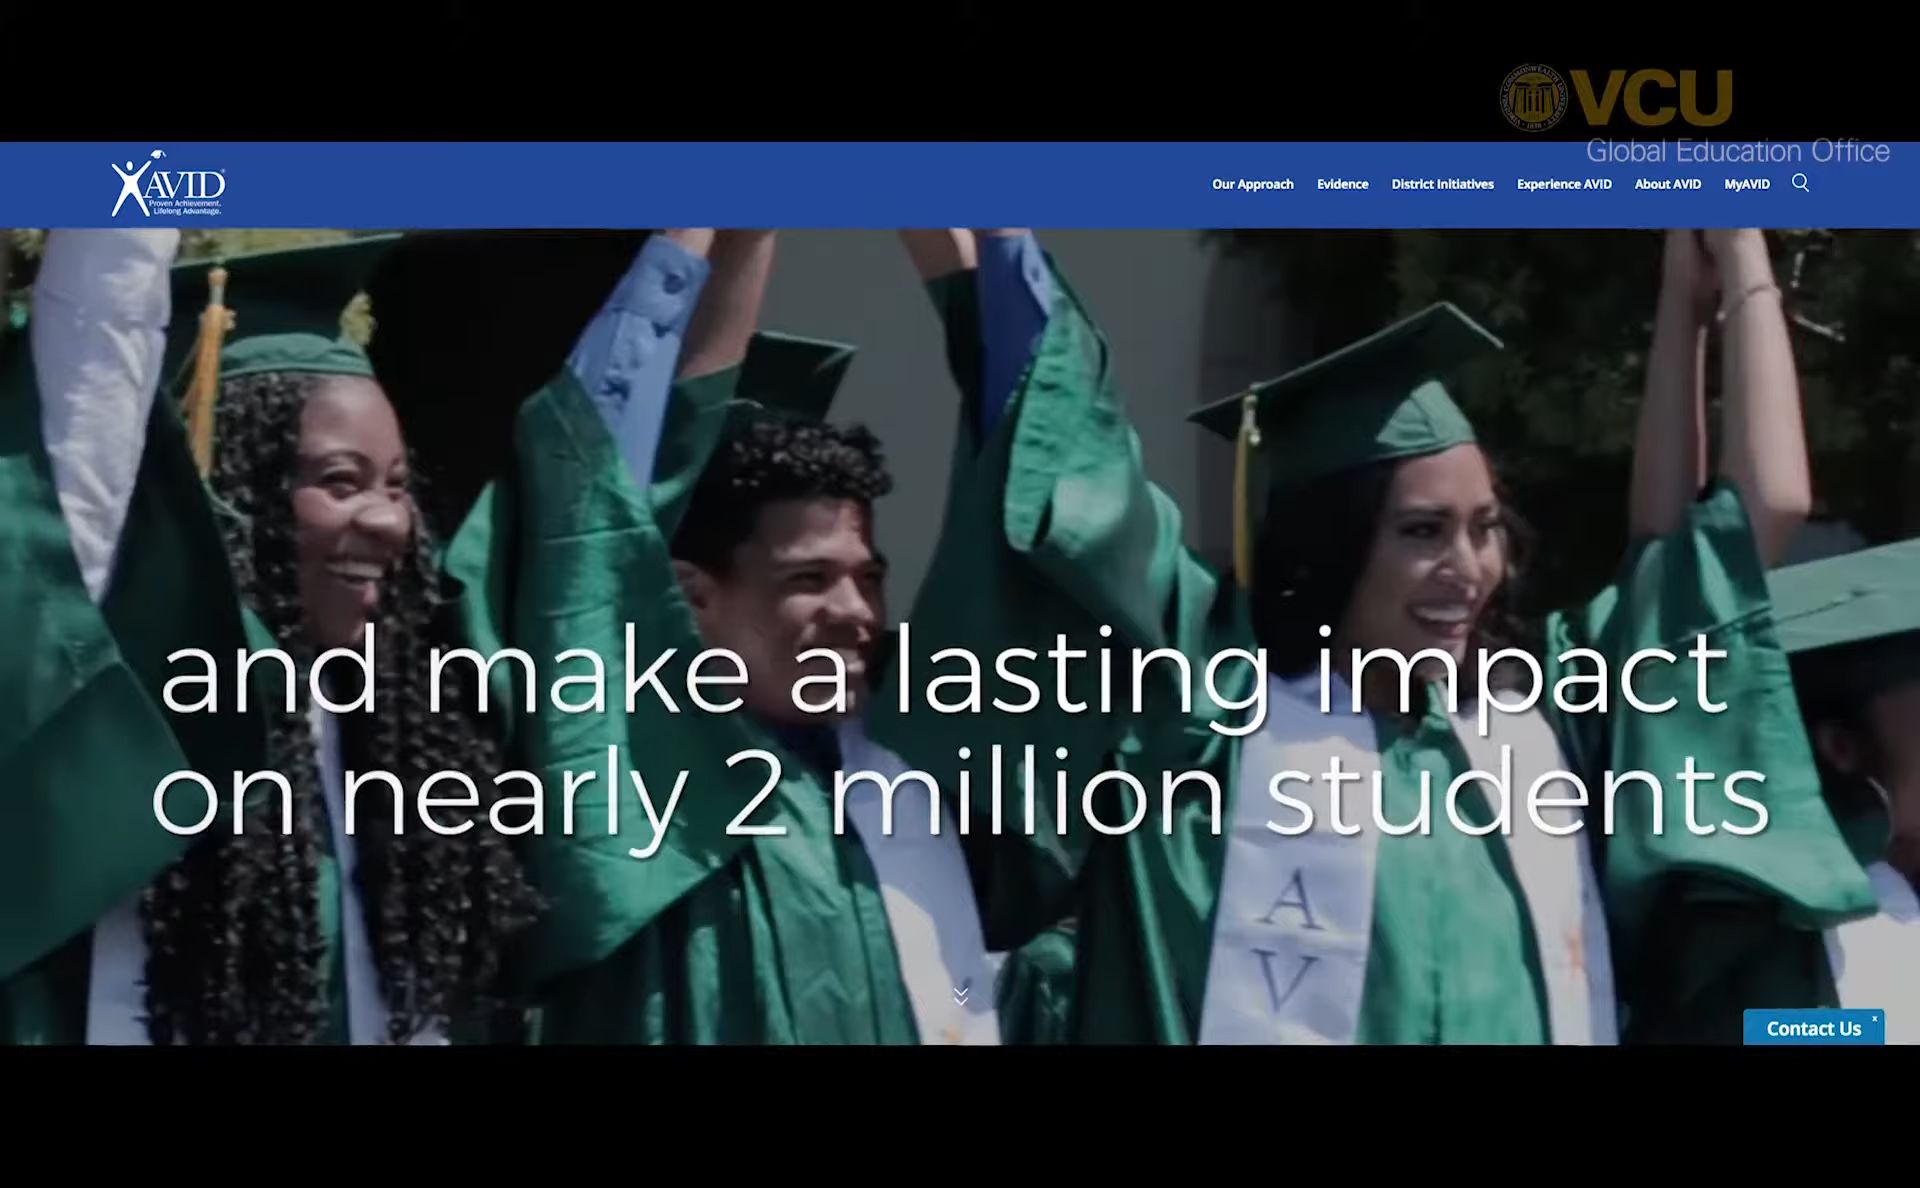 VCU
Global Education Office
AVID
Proven Achievement.
Lifelong Advantage.
Our Approach
Evidence
District Initiatives
Experience AVID
About AVID
MyAVID
and make a lasting impact
on nearly 2 million students
A
V
Contact Us
x